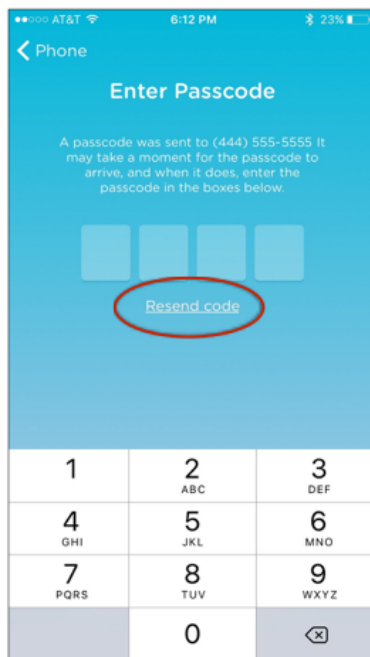 AT&T 6:12 PM 23%
Phone
Enter Passcode
A passcode was sent to (444) 555-5555 It
may take a moment for the passcode to
arrive, and when it does, enter the
passcode in the boxes
below.
Resend code
1 2 3
ABC DEF
4 5 6
GHI JKL MNO
7 8 9
PQRS TUV WXYZ
0